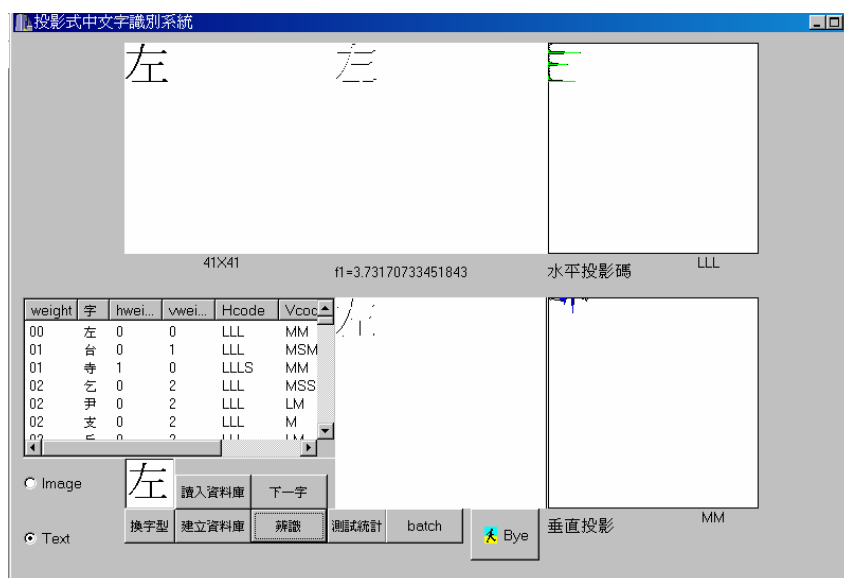 投影式中文字識別系統
左
41X41
f1=3.73170733451843
水平投影碼
LLL
weight 字 hwei... vwei... Hcode Vcoc
00 左 0 0 LLL MM
01 台 0 1 LLL MSM
01 寺 1 0 LLLS MM
02 乞 0 2 LLL MSS
02 尹 0 2 LLL LM
02 支 0 2 LLL M
Image
左
讀入資料庫
下一字
Text
換字型
建立資料庫
辨識
測試統計
batch
Bye
垂直投影
MM